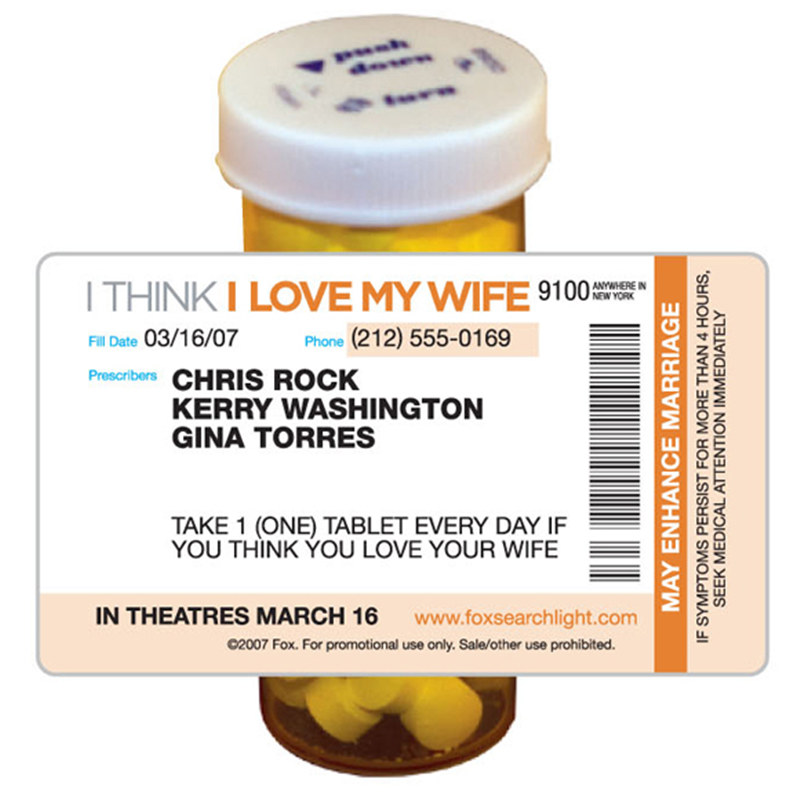 push
down
turn
I THINK I LOVE MY WIFE
9100 ANYWHERE IN
NEW YORK
Fill Date 03/16/07
Phone (212) 555-0169
Prescribers CHRIS ROCK
KERRY WASHINGTON
GINA TORRES
TAKE 1 (ONE) TABLET EVERY DAY IF
YOU THINK YOU LOVE YOUR WIFE
IN THEATRES MARCH 16
www.foxsearchlight.com
©2007 Fox. For promotional use only. Sale/other use prohibited.
MAY ENHANCE MARRIAGE
IF SYMPTOMS PERSIST FOR MORE THAN 4 HOURS,
SEEK MEDICAL ATTENTION IMMEDIATELY